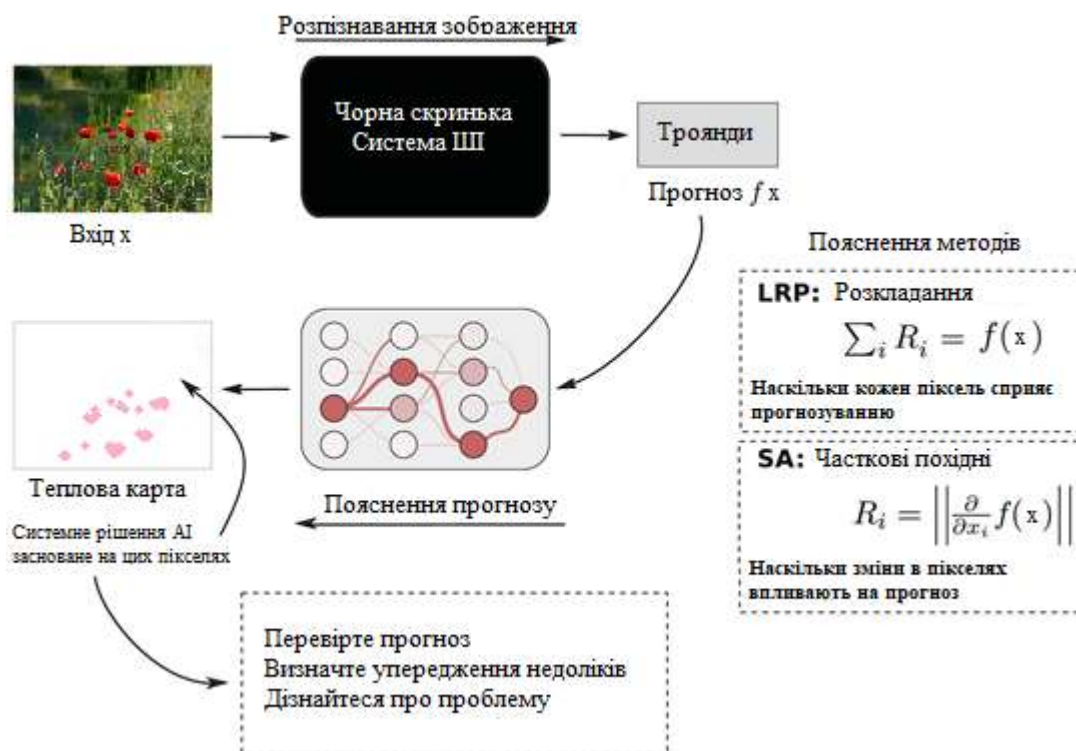 Розпізнавання зображення
Чорна скринька
Система ШІ
Троянди
Прогноз f x
Вхід x
Пояснення методів
LRP: Розкладання
∑ᵢ Rᵢ = f(x)
Наскільки кожен піксель сприяє
прогнозуванню
SA: Часткові похідні
Rᵢ = ||∂/∂xᵢ f(x)||
Наскільки зміни в пікселях
впливають на прогноз
Теплова карта
Пояснення прогнозу
Системне рішення AI
засноване на цих пікселях
Перевірте прогноз
Визначте упередження недоліків
Дізнайтеся про проблему